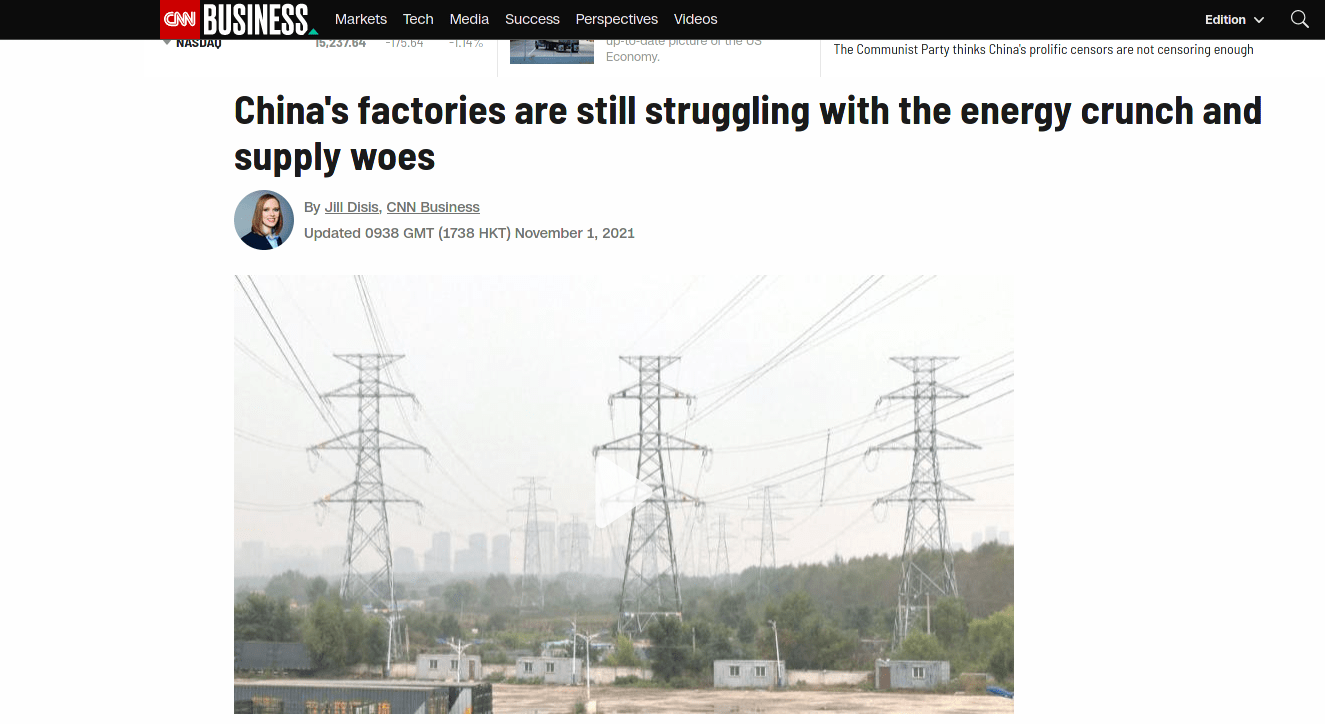 CNN BUSINESS Markets Tech Media Success Perspectives Videos Edition
NASDAQ 15,237.64 -175.64 -1.14%
up-to-date picture of the US
Economy.
The Communist Party thinks China's prolific censors are not censoring enough
China's factories are still struggling with the energy crunch and
supply woes
By Jill Disis, CNN Business
Updated 0938 GMT (1738 HKT) November 1, 2021